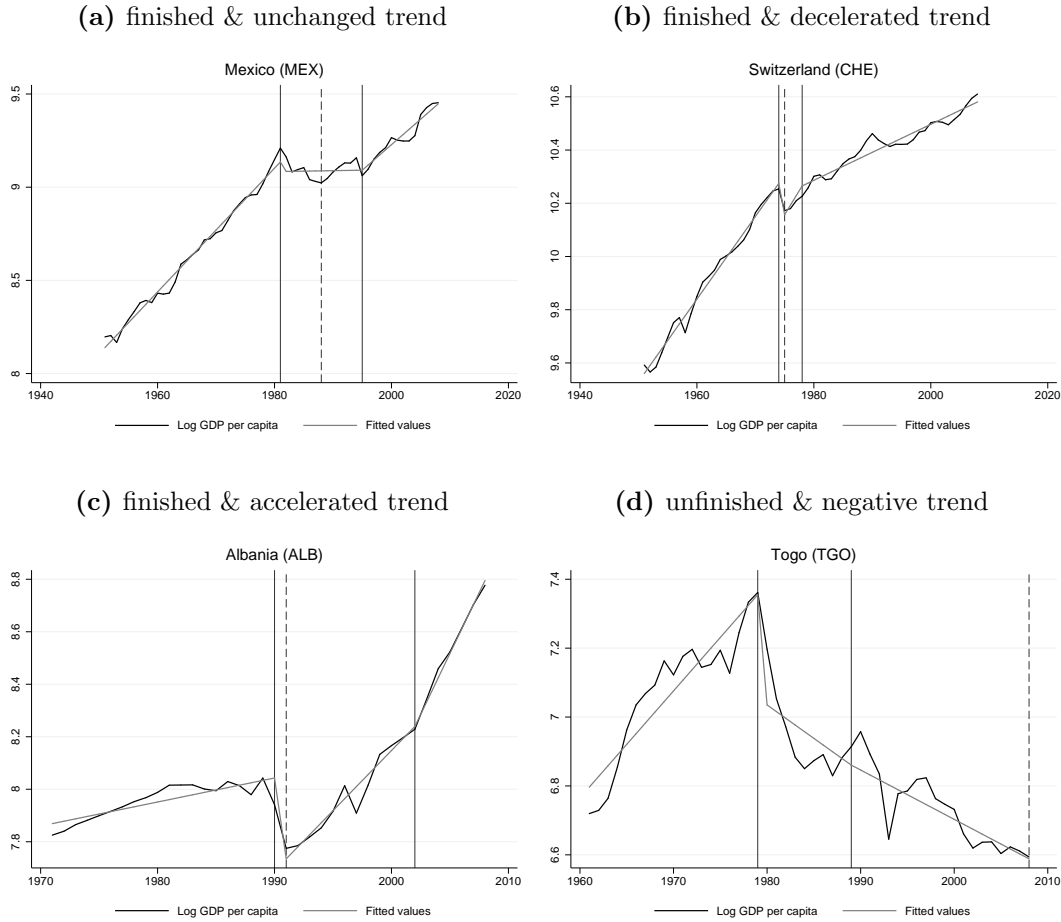 (a) finished & unchanged trend
Mexico (MEX)
9.5
9
8.5
8
1940 1960 1980 2000 2020
Log GDP per capita Fitted values
(b) finished & decelerated trend
Switzerland (CHE)
10.6
10.4
10.2
10
9.8
9.6
1940 1960 1980 2000 2020
Log GDP per capita Fitted values
(c) finished & accelerated trend
Albania (ALB)
8.8
8.6
8.4
8.2
8
7.8
1970 1980 1990 2000 2010
Log GDP per capita Fitted values
(d) unfinished & negative trend
Togo (TGO)
7.4
7.2
7
6.8
6.6
1960 1970 1980 1990 2000 2010
Log GDP per capita Fitted values